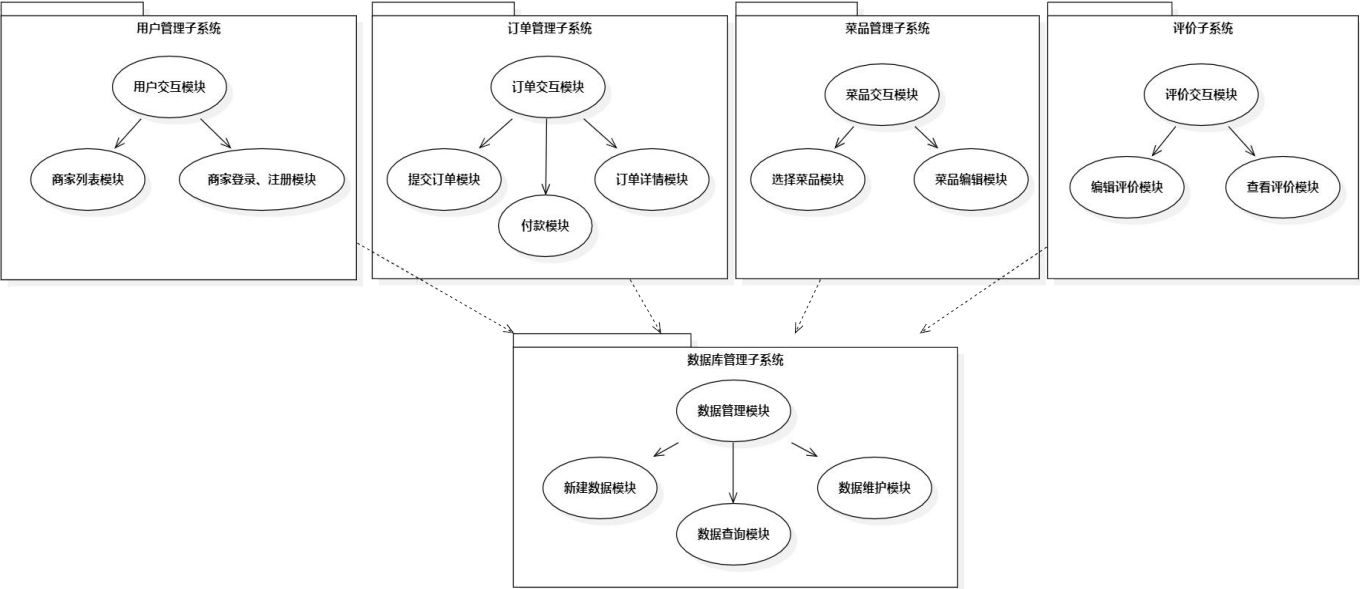 用户管理子系统
用户交互模块
商家列表模块
商家登录、注册模块
订单管理子系统
订单交互模块
提交订单模块
付款模块
订单详情模块
菜品管理子系统
菜品交互模块
选择菜品模块
菜品编辑模块
评价子系统
评价交互模块
编辑评价模块
查看评价模块
数据库管理子系统
数据管理模块
新建数据模块
数据查询模块
数据维护模块